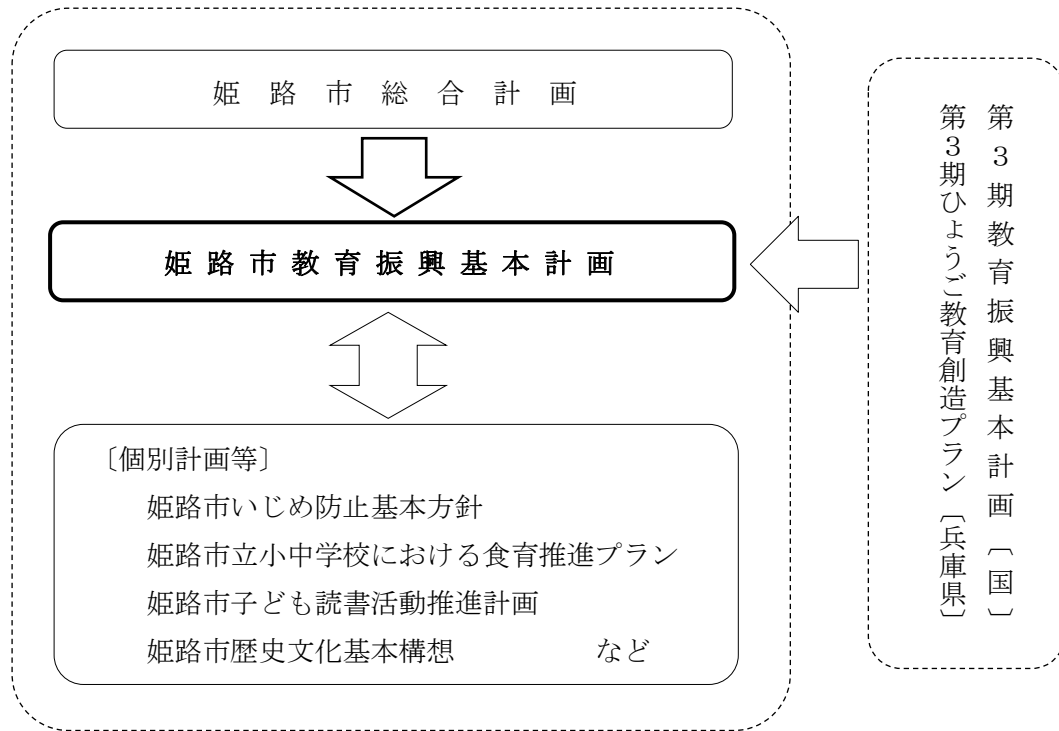 姫路市総合計画
姫路市教育振興基本計画
〔個別計画等〕
姫路市いじめ防止基本方針
姫路市立小中学校における食育推進プラン
姫路市子ども読書活動推進計画
姫路市歴史文化基本構想 など
第３期教育振興基本計画〔国〕
第３期ひょうご教育創造プラン〔兵庫県〕